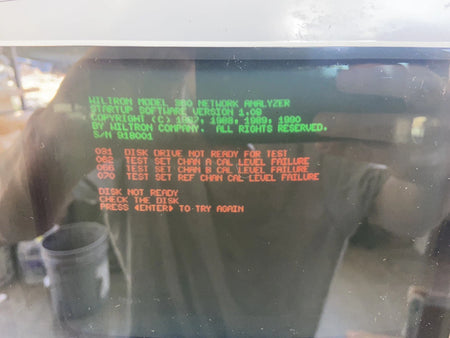 WILTRON MODEL 360 NETWORK ANALYZER
STARTUP SOFTWARE VERSION 1.09
COPYRIGHT (C) 1987, 1988, 1989, 1990
BY WILTRON COMPANY. ALL RIGHTS RESERVED.
S/N 918001
091 DISK DRIVE NOT READY FOR TEST
062 TEST SET CHAN A CAL LEVEL FAILURE
066 TEST SET CHAN B CAL LEVEL FAILURE
070 TEST SET REF CHAN CAL LEVEL FAILURE
DISK NOT READY
CHECK THE DISK
PRESS <ENTER> TO TRY AGAIN